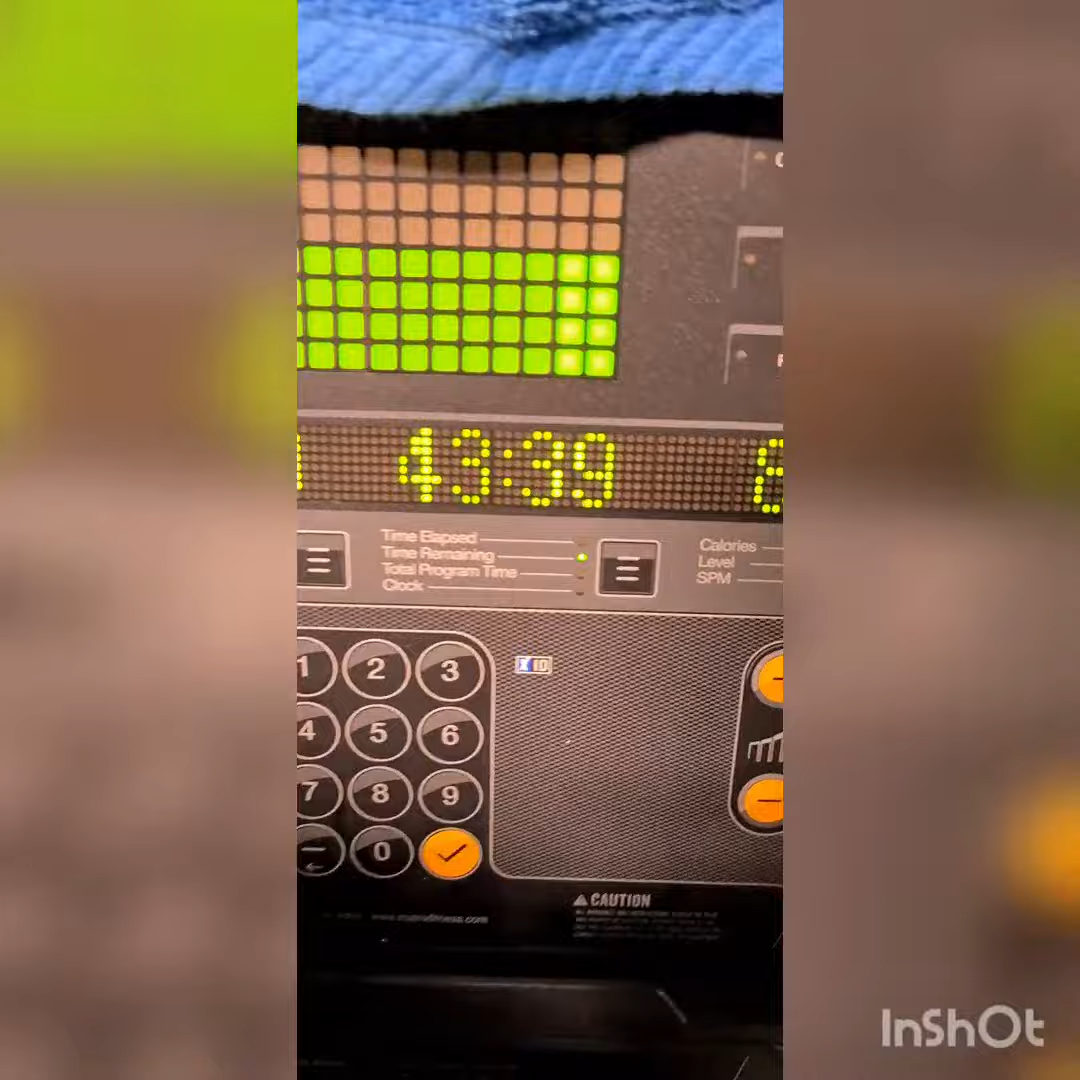 43:39
Time Elapsed
Time Remaining
Total Program Time
Clock
Calories
Level
SPM
1 2 3
4 5 6
7 8 9
0
CAUTION
InShOt